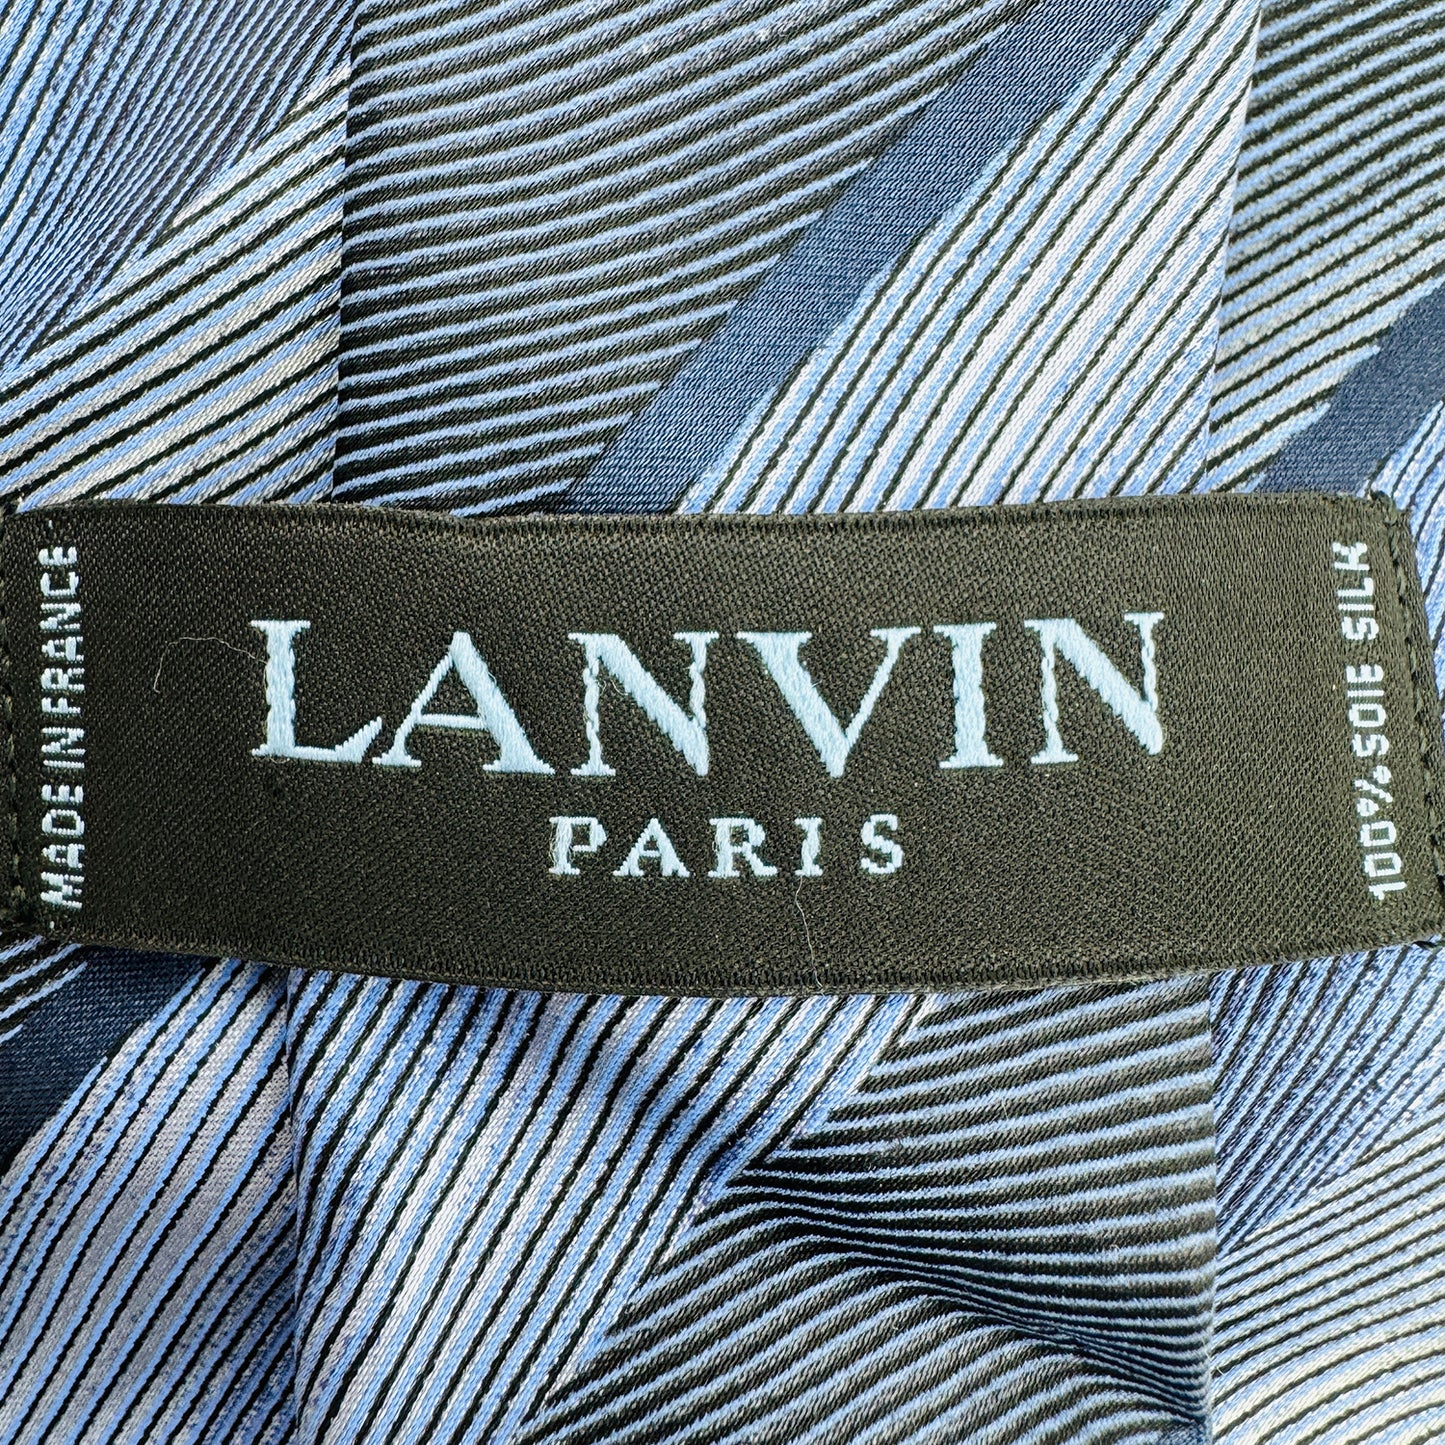 MADE IN FRANCE
LANVIN
PARIS
100% SOIE SILK